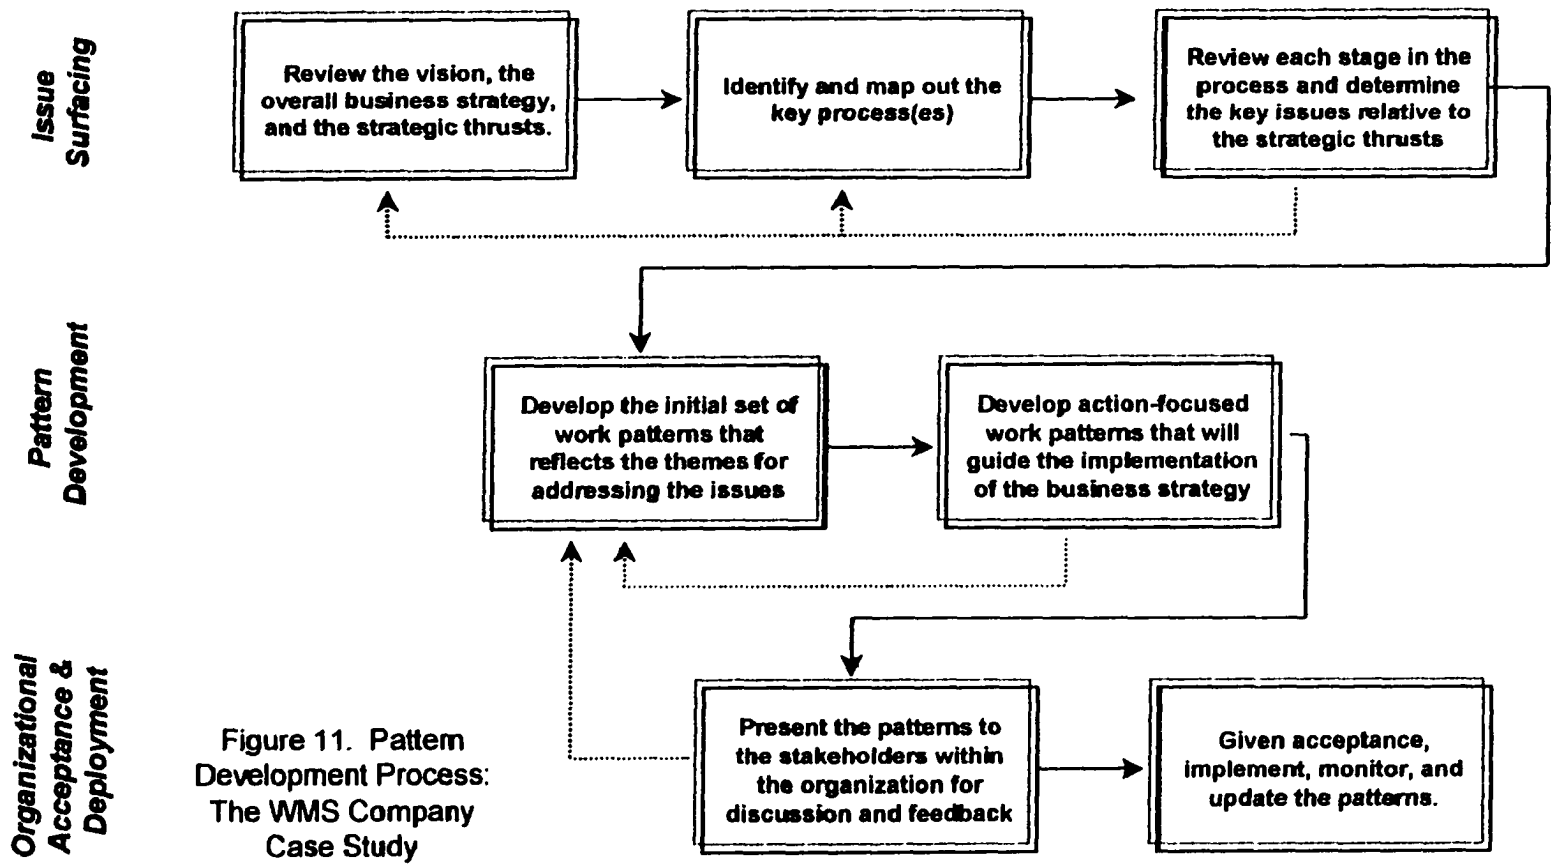 Issue
Surfacing
Review the vision, the
overall business strategy,
and the strategic thrusts.
Identify and map out the
key process(es)
Review each stage in the
process and determine
the key issues relative to
the strategic thrusts
Pattern
Development
Develop the initial set of
work patterns that
reflects the themes for
addressing the issues
Develop action-focused
work patterns that will
guide the implementation
of the business strategy
Organizational
Acceptance &
Deployment
Figure 11. Pattern
Development Process:
The WMS Company
Case Study
Present the patterns to
the stakeholders within
the organization for
discussion and feedback
Given acceptance,
implement, monitor, and
update the patterns.